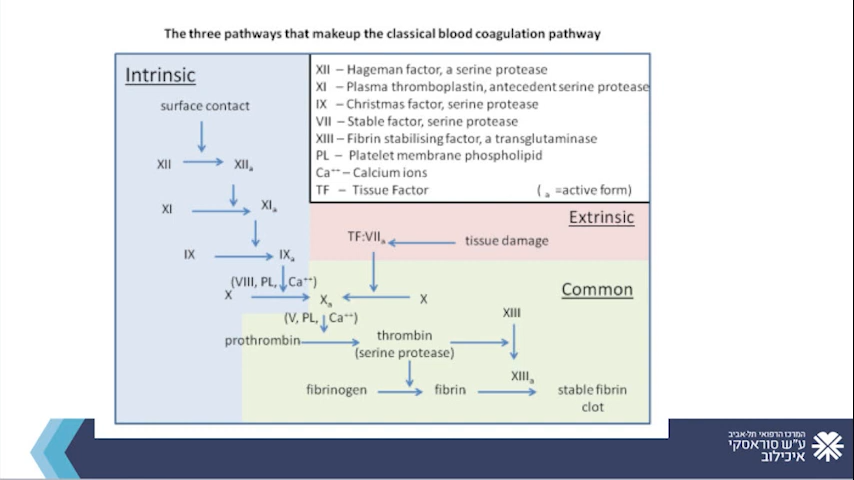 The three pathways that makeup the classical blood coagulation pathway
Intrinsic
surface contact
XII
XIIa
XI
XIa
IX
IXa
(VIII, PL, Ca⁺⁺)
X
Xa
X
(V, PL, Ca⁺⁺)
XII – Hageman factor, a serine protease
XI – Plasma thromboplastin, antecedent serine protease
IX – Christmas factor, serine protease
VII – Stable factor, serine protease
XIII – Fibrin stabilising factor, a transglutaminase
PL – Platelet membrane phospholipid
Ca⁺⁺ – Calcium ions
TF – Tissue Factor
( a =active form)
Extrinsic
TF:VIIa
tissue damage
Common
prothrombin
thrombin
(serine protease)
XIII
XIIIa
fibrinogen
fibrin
stable fibrin
clot
המרכז הרפואי תל-אביב
ע״ש סוראסקי
איכילוב